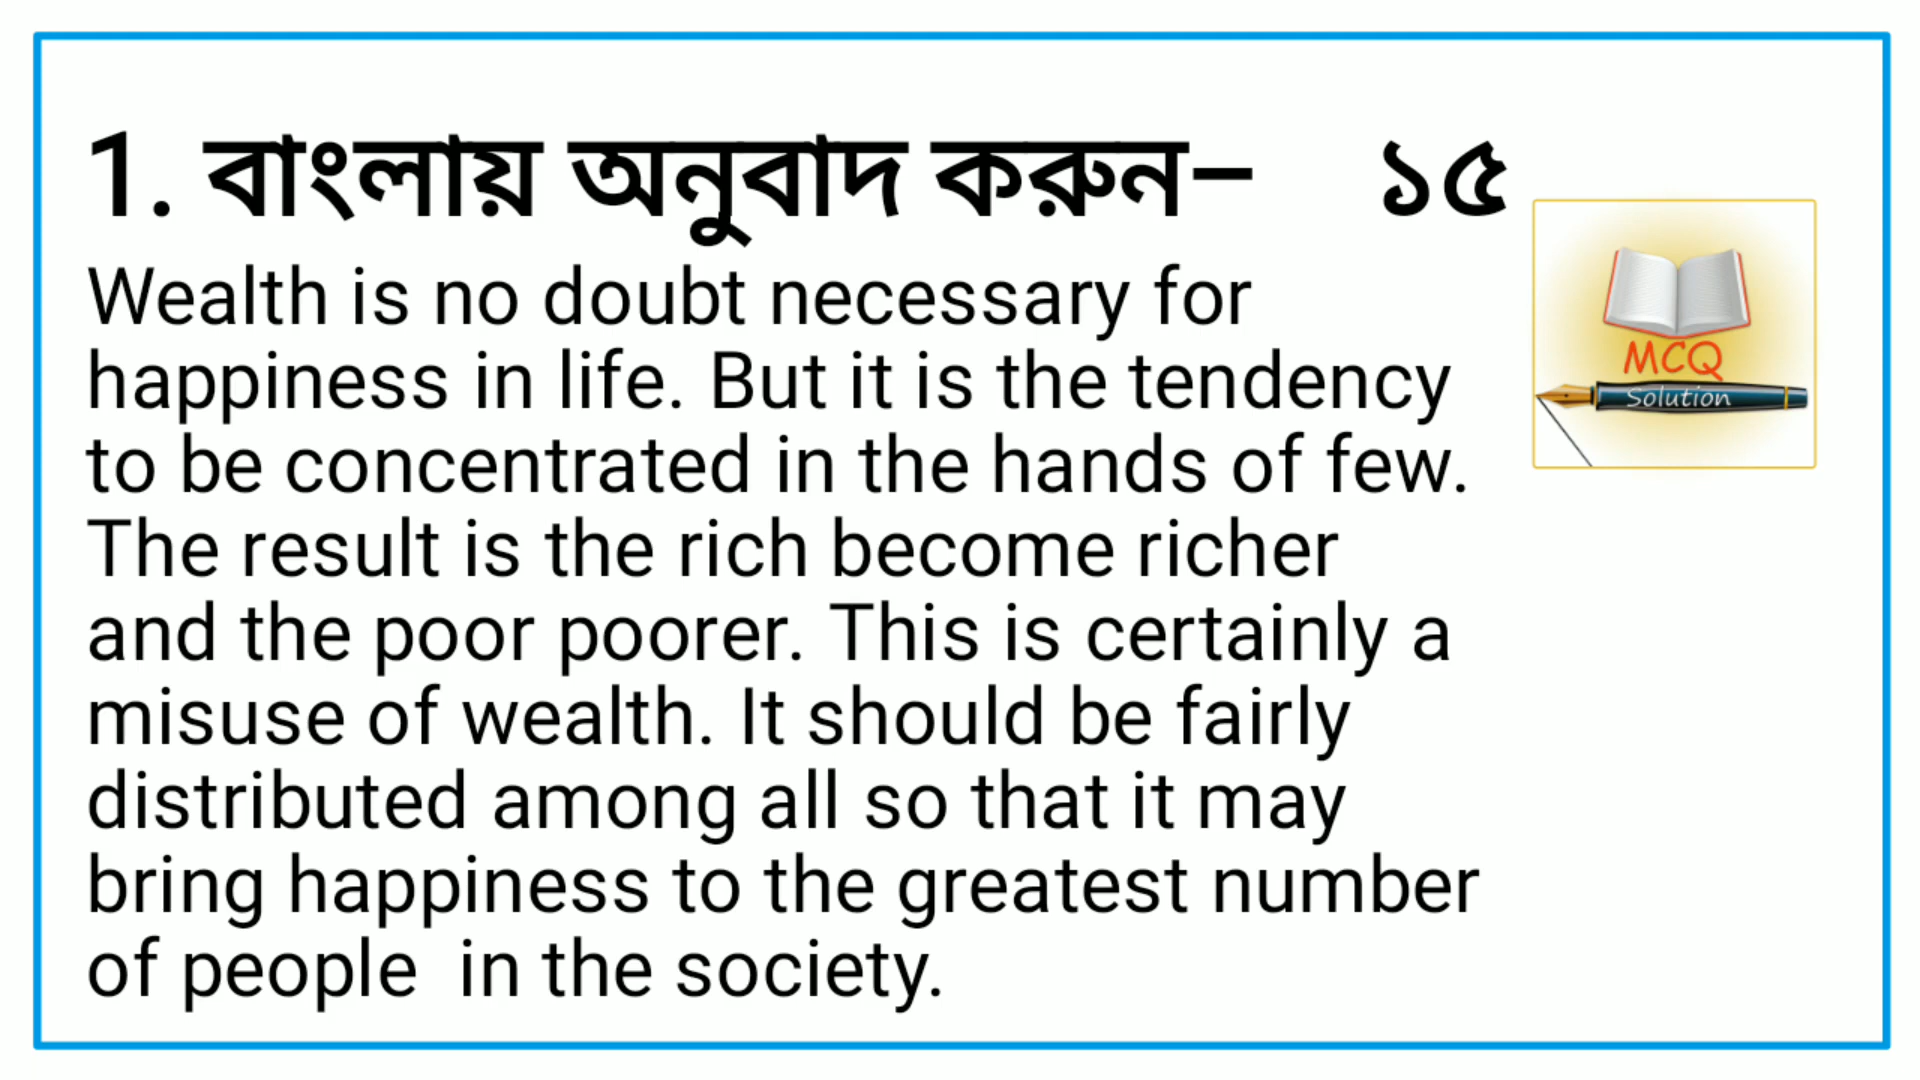 1. বাংলায় অনুবাদ করুন– ১৫
Wealth is no doubt necessary for
happiness in life. But it is the tendency
to be concentrated in the hands of few.
The result is the rich become richer
and the poor poorer. This is certainly a
misuse of wealth. It should be fairly
distributed among all so that it may
bring happiness to the greatest number
of people  in the society.
MCQ
Solution